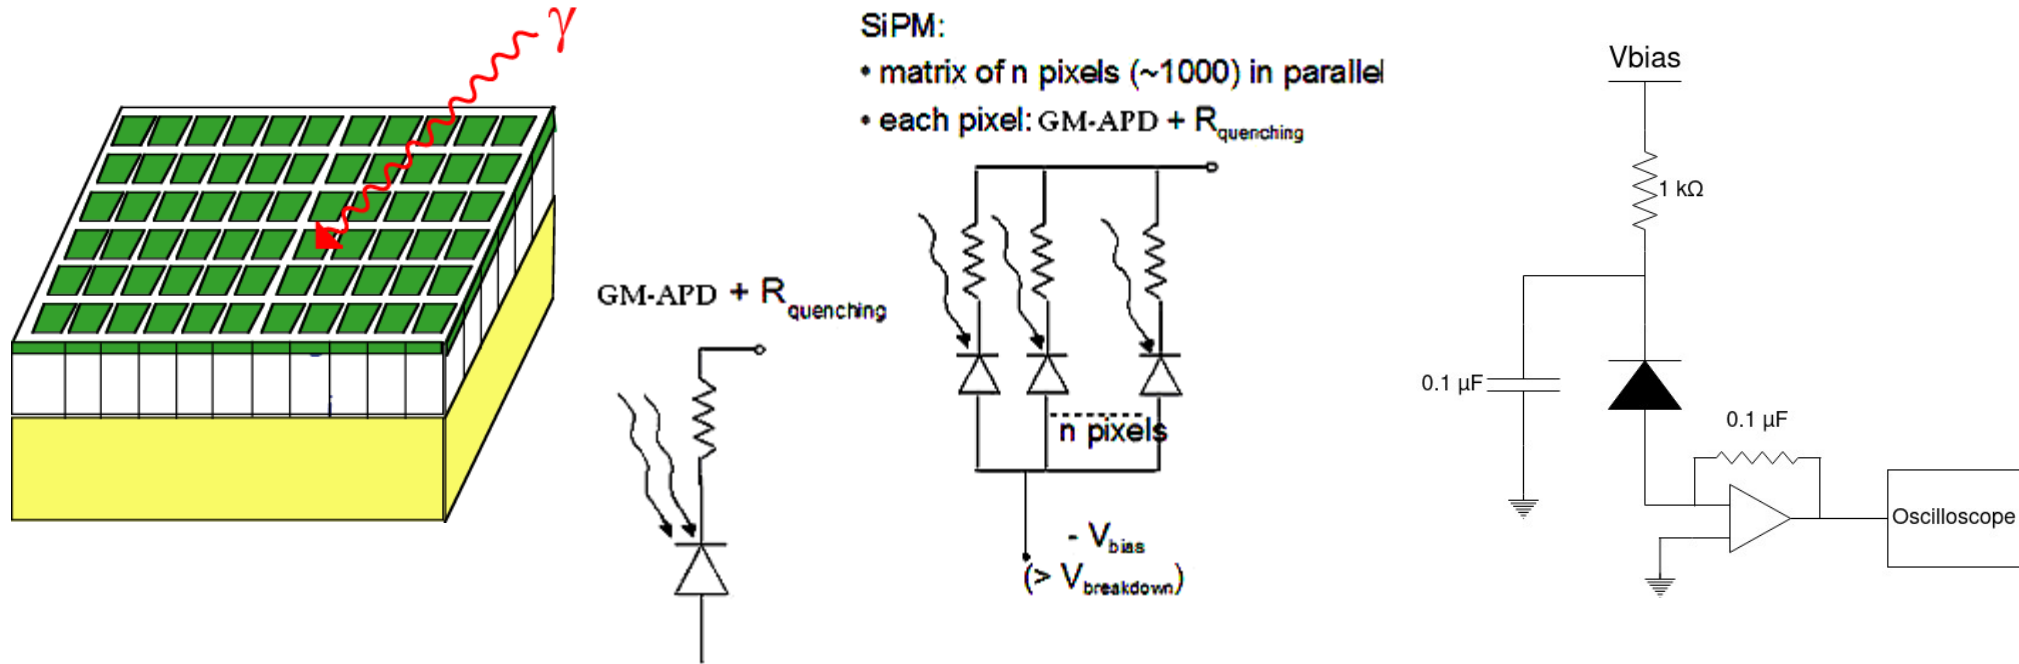 γ
SiPM:
• matrix of n pixels (~1000) in parallel
• each pixel: GM-APD + Rquenching
GM-APD + Rquenching
n pixels
- Vbias
(> Vbreakdown)
Vbias
1 kΩ
0.1 µF
0.1 µF
Oscilloscope